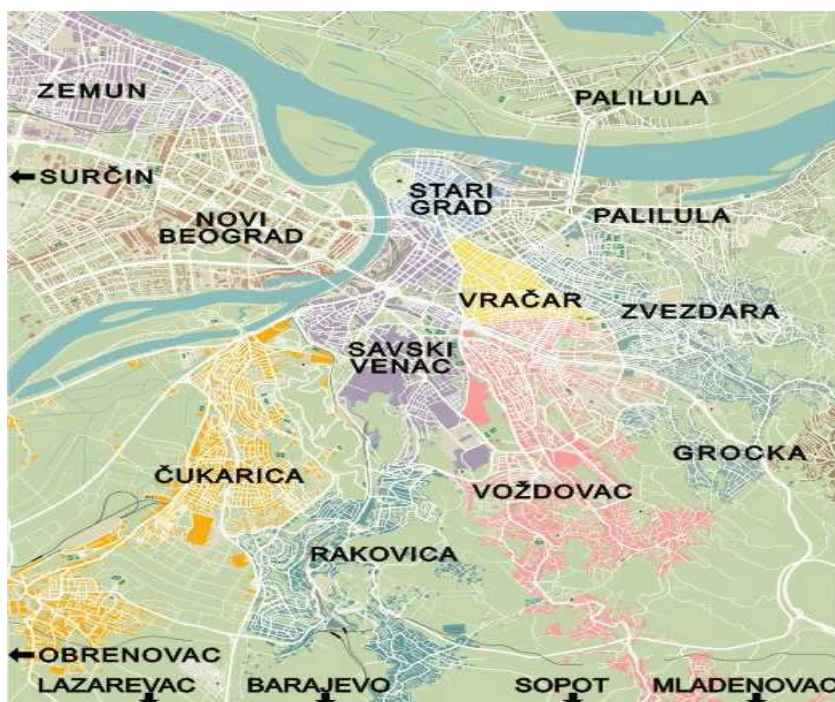 ZEMUN
PALILULA
SURČIN
STARI
GRAD
NOVI
BEOGRAD
PALILULA
VRAČAR
ZVEZDARA
SAVSKI
VENAC
GROCKA
ČUKARICA
VOŽDOVAC
RAKOVICA
OBRENOVAC
LAZAREVAC
BARAJEVO
SOPOT
MLADENOVAC